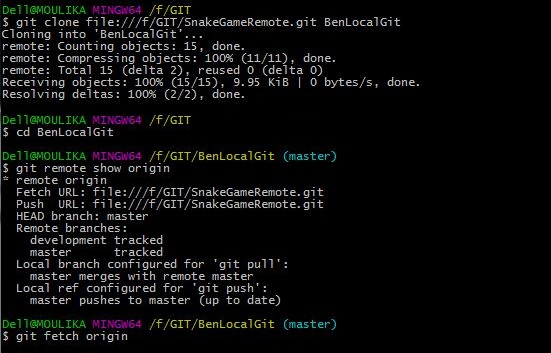 Dell@MOULIKA MINGW64 /f/GIT
$ git clone file:///f/GIT/SnakeGameRemote.git BenLocalGit
Cloning into 'BenLocalGit'...
remote: Counting objects: 15, done.
remote: Compressing objects: 100% (11/11), done.
remote: Total 15 (delta 2), reused 0 (delta 0)
Receiving objects: 100% (15/15), 9.95 KiB | 0 bytes/s, done.
Resolving deltas: 100% (2/2), done.
Dell@MOULIKA MINGW64 /f/GIT
$ cd BenLocalGit
Dell@MOULIKA MINGW64 /f/GIT/BenLocalGit (master)
$ git remote show origin
* remote origin
  Fetch URL: file:///f/GIT/SnakeGameRemote.git
  Push  URL: file:///f/GIT/SnakeGameRemote.git
  HEAD branch: master
  Remote branches:
    development tracked
    master      tracked
  Local branch configured for 'git pull':
    master merges with remote master
  Local ref configured for 'git push':
    master pushes to master (up to date)
Dell@MOULIKA MINGW64 /f/GIT/BenLocalGit (master)
$ git fetch origin